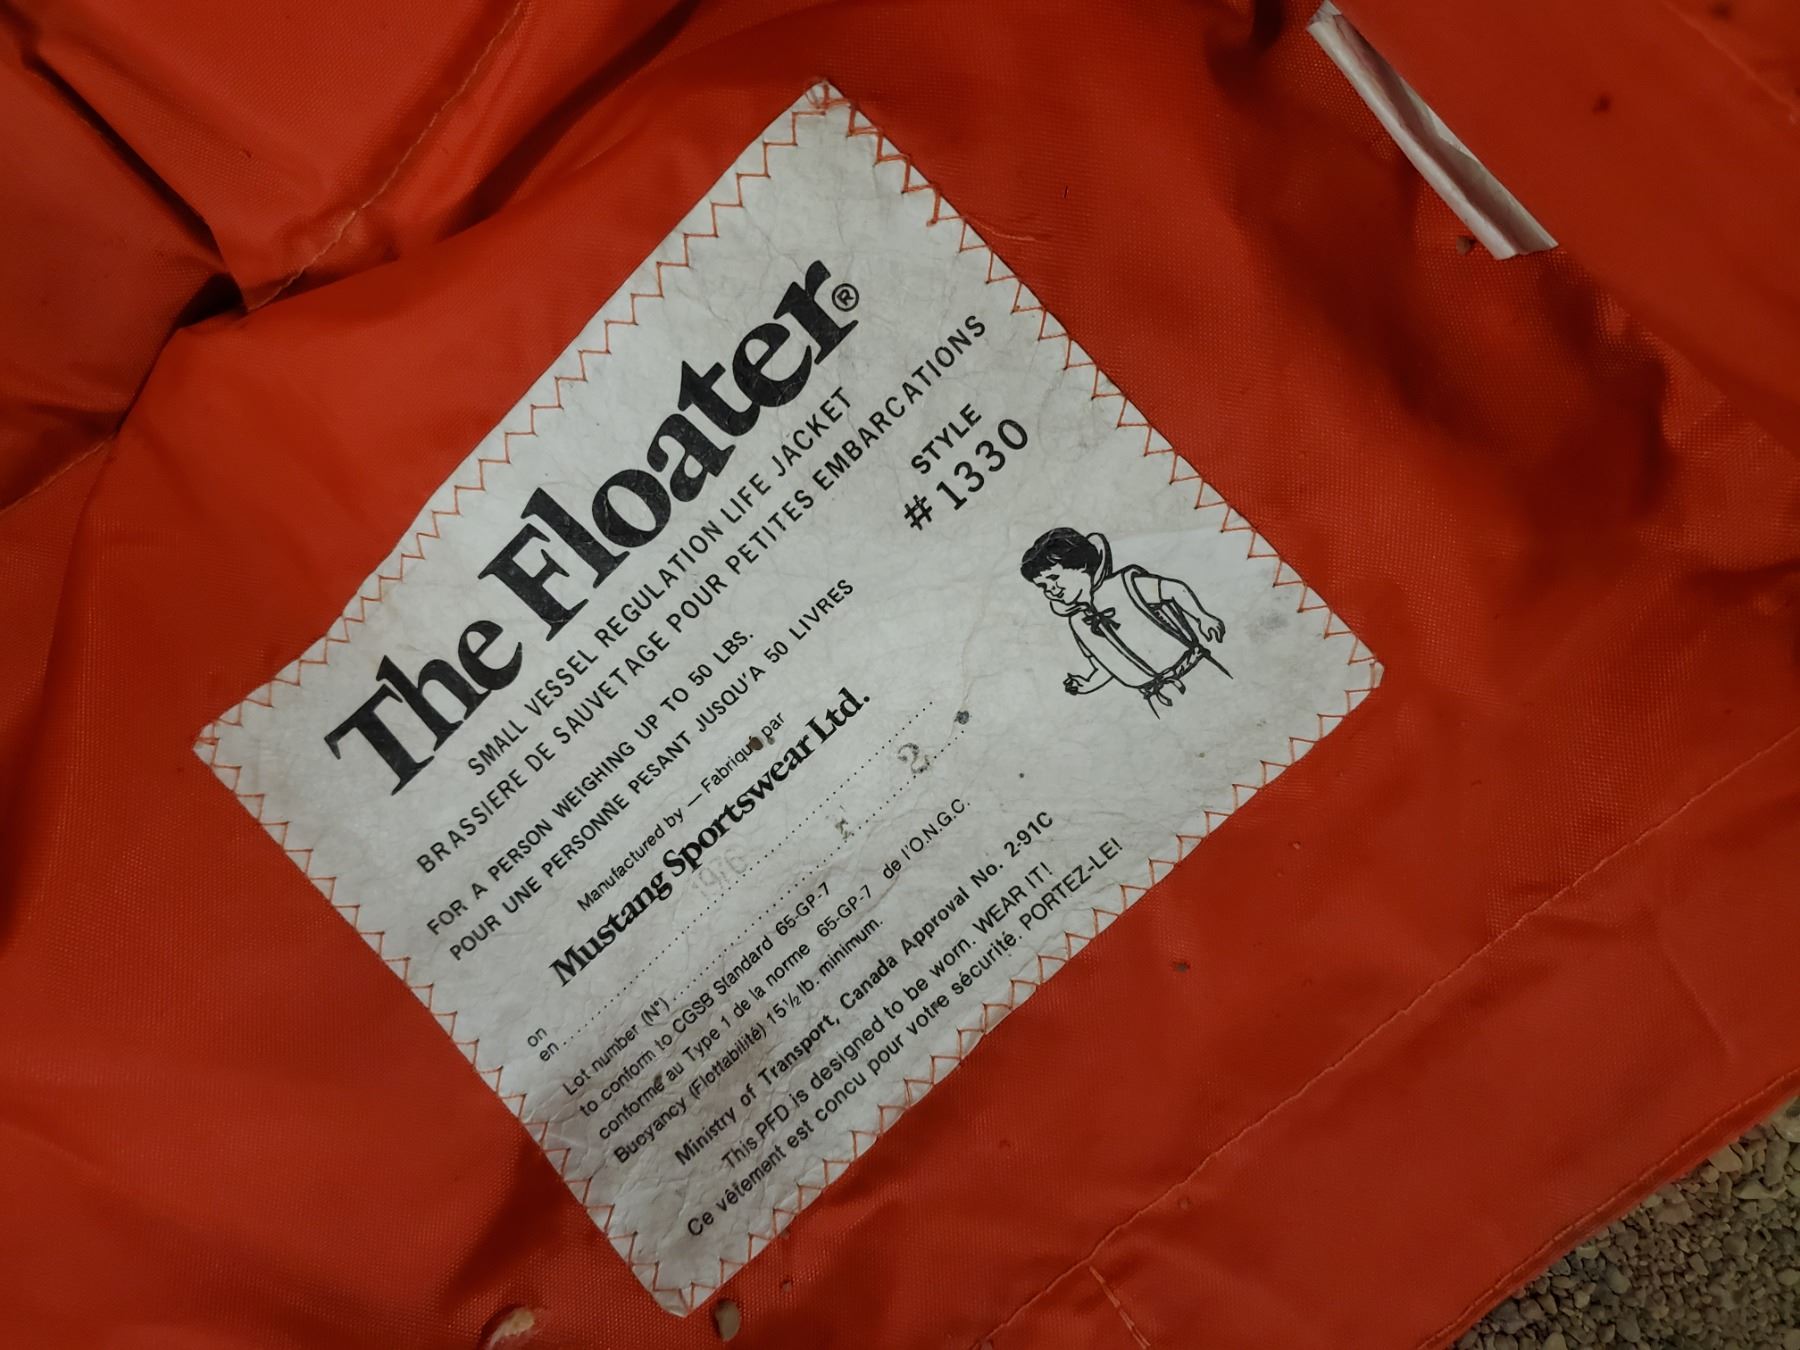 The Floater®
SMALL VESSEL REGULATION LIFE JACKET
BRASSIERE DE SAUVETAGE POUR PETITES EMBARCATIONS
STYLE
#1330
FOR A PERSON WEIGHING UP TO 50 LBS.
POUR UNE PERSONNE PESANT JUSQU'A 50 LIVRES
Manufactured by — Fabriqué par
Mustang Sportswear Ltd.
on
en 1976
Lot number (N°) 2
to conform to CGSB Standard 65-GP-7
conforme au Type 1 de la norme 65-GP-7 de l'O.N.G.C.
Buoyancy (Flottabilité) 15½ lb. minimum.
Ministry of Transport, Canada Approval No. 2-91C
This PFD is designed to be worn. WEAR IT!
Ce vêtement est concu pour votre sécurité. PORTEZ-LE!